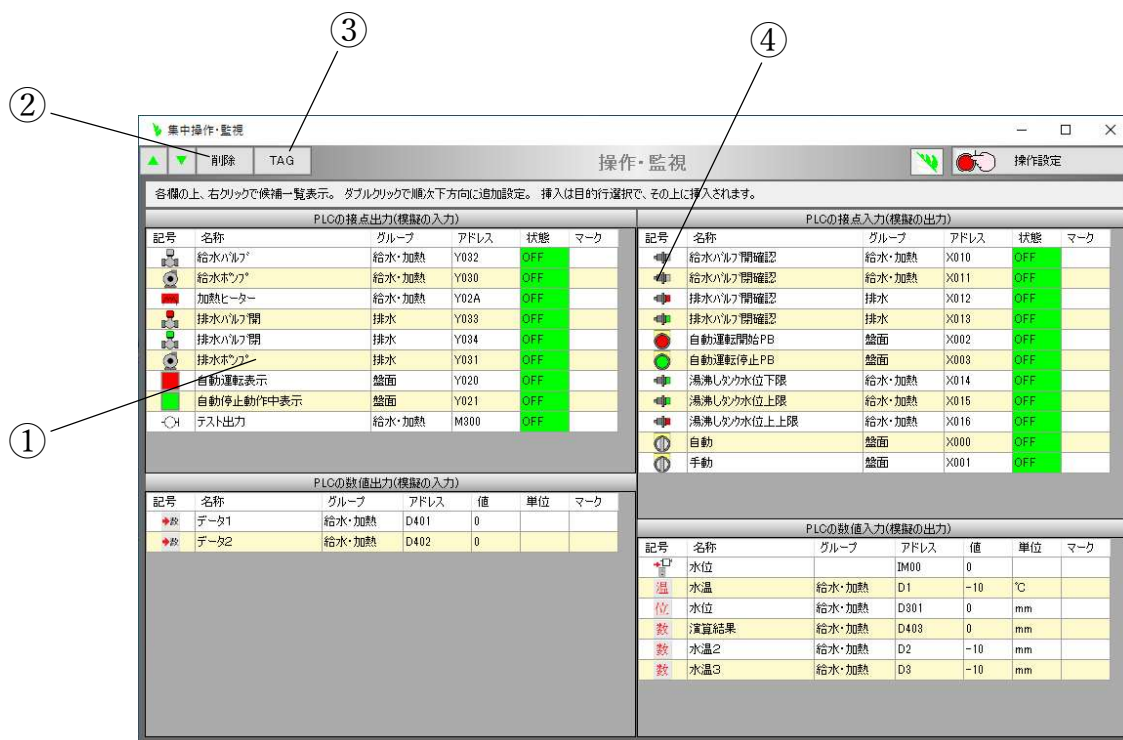 ③
④
②
集中操作・監視
削除 TAG 操作・監視 操作設定
各欄の上、右クリックで候補一覧表示。 ダブルクリックで順次下方向に追加設定。 挿入は目的行選択で、その上に挿入されます。
PLCの接点出力(模擬の入力)
記号 名称 グループ アドレス 状態 マーク
給水バルブ 給水・加熱 Y032 OFF
給水ポンプ 給水・加熱 Y030 OFF
加熱ヒーター 給水・加熱 Y02A OFF
排水バルブ閉 排水 Y033 OFF
排水バルブ開 排水 Y034 OFF
排水ポンプ 排水 Y031 OFF
自動運転表示 盤面 Y020 OFF
自動停止動作中表示 盤面 Y021 OFF
テスト出力 給水・加熱 M300 OFF
①
PLCの数値出力(模擬の入力)
記号 名称 グループ アドレス 値 単位 マーク
数 データ1 給水・加熱 D401 0
数 データ2 給水・加熱 D402 0
PLCの接点入力(模擬の出力)
記号 名称 グループ アドレス 状態 マーク
給水バルブ 給水・加熱 X010 OFF
給水バルブ 給水・加熱 X011 OFF
排水バルブ 排水 X012 OFF
排水バルブ 排水 X013 OFF
自動運転開始PB 盤面 X002 OFF
自動運転停止PB 盤面 X003 OFF
湯沸しタンク水位下限 給水・加熱 X014 OFF
湯沸しタンク水位上限 給水・加熱 X015 OFF
湯沸しタンク水位上上限 給水・加熱 X016 OFF
自動 盤面 X000 OFF
手動 盤面 X001 OFF
PLCの数値入力(模擬の出力)
記号 名称 グループ アドレス 値 単位 マーク
水位 IM00 0
温 水温 給水・加熱 D1 -10 ℃
位 水位 給水・加熱 D301 0 mm
数 演算結果 給水・加熱 D403 0 mm
数 水温2 給水・加熱 D2 -10 mm
数 水温3 給水・加熱 D3 -10 mm